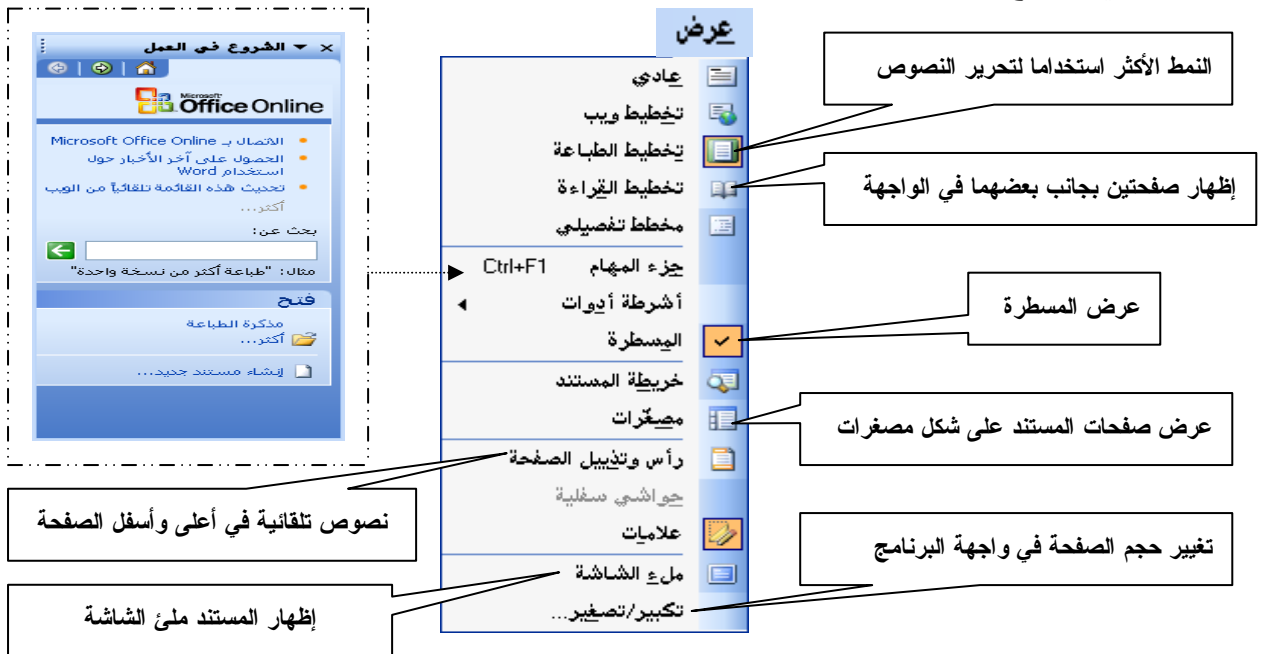 عرض
عادي
تخطيط ويب
تخطيط الطباعة
تخطيط القراءة
مخطط تفصيلي
جزء المهام Ctrl+F1
أشرطة أدوات
المسطرة
خريطة المستند
مصغّرات
رأس وتذييل الصفحة
حواشي سفلية
علامات
ملء الشاشة
تكبير/تصغير...
النمط الأكثر استخداما لتحرير النصوص
إظهار صفحتين بجانب بعضهما في الواجهة
عرض المسطرة
عرض صفحات المستند على شكل مصغرات
تغيير حجم الصفحة في واجهة البرنامج
الشروع في العمل
Microsoft
Office Online
الاتصال بـ Microsoft Office Online
الحصول على آخر الأخبار حول
استخدام Word
تحديث هذه القائمة تلقائياً من الويب
أكثر...
بحث عن:
مثال: "طباعة أكثر من نسخة واحدة"
فتح
مذكرة الطباعة
أكثر...
إنشاء مستند جديد...
نصوص تلقائية في أعلى وأسفل الصفحة
إظهار المستند ملئ الشاشة